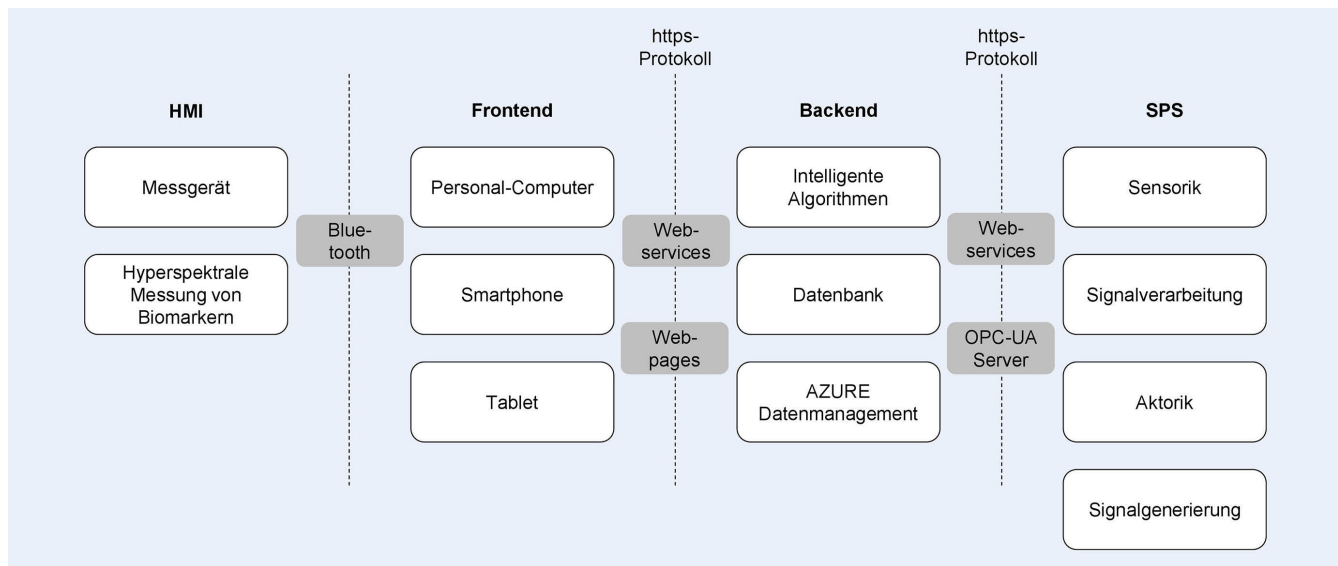 https-
Protokoll
https-
Protokoll
HMI
Frontend
Backend
SPS
Messgerät
Personal-Computer
Intelligente
Algorithmen
Sensorik
Blue-
tooth
Web-
services
Web-
services
Hyperspektrale
Messung von
Biomarkern
Smartphone
Datenbank
Signalverarbeitung
Web-
pages
OPC-UA
Server
Tablet
AZURE
Datenmanagement
Aktorik
Signalgenerierung